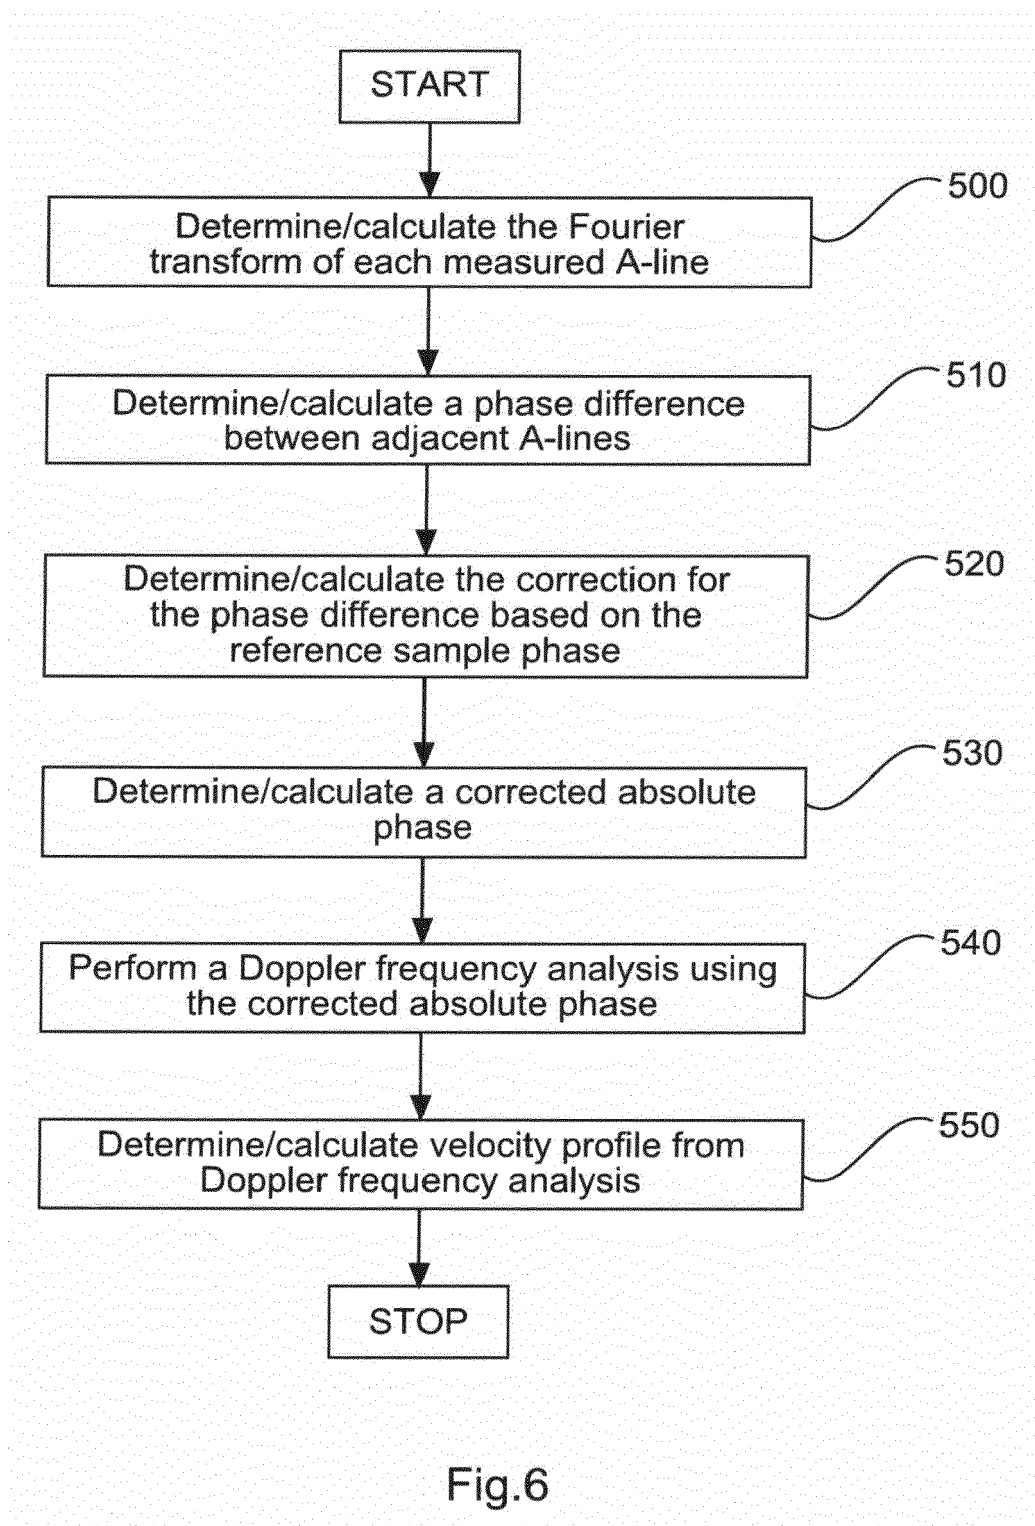 START
500
Determine/calculate the Fourier
transform of each measured A-line
510
Determine/calculate a phase difference
between adjacent A-lines
520
Determine/calculate the correction for
the phase difference based on the
reference sample phase
530
Determine/calculate a corrected absolute
phase
540
Perform a Doppler frequency analysis using
the corrected absolute phase
550
Determine/calculate velocity profile from
Doppler frequency analysis
STOP
Fig.6